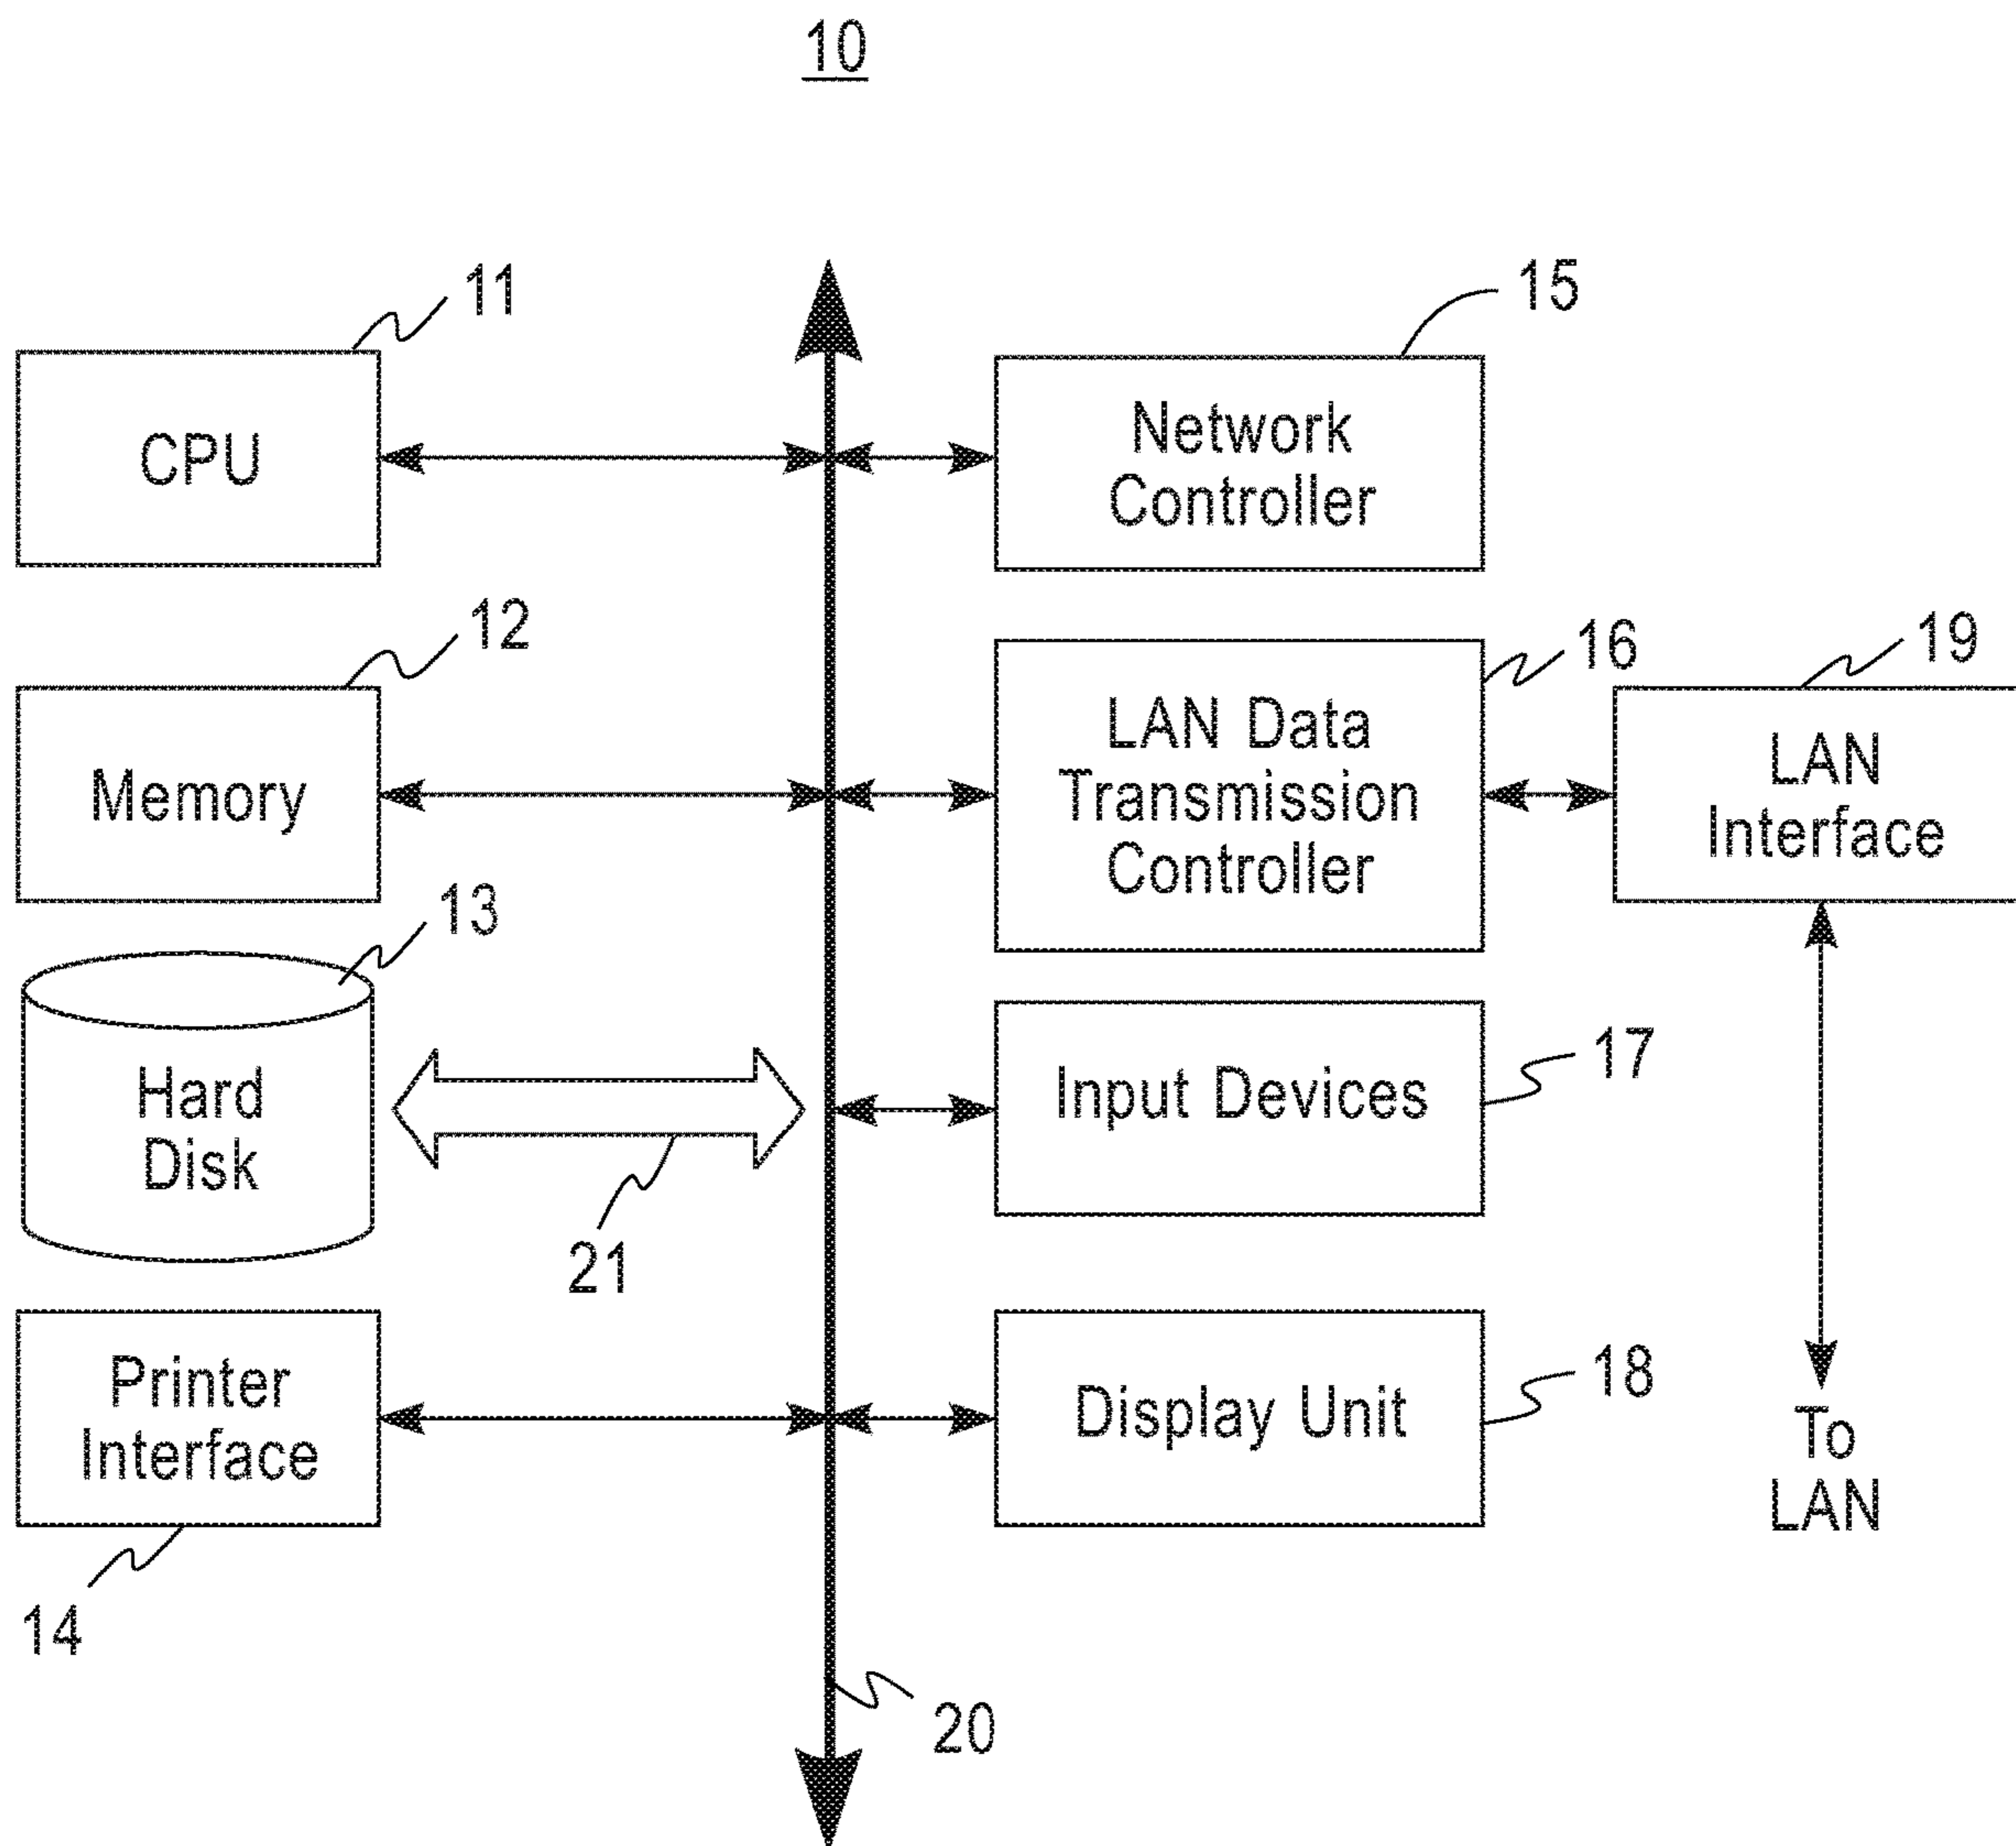 10
11
CPU
15
Network
Controller
12
Memory
16
LAN Data
Transmission
Controller
19
LAN
Interface
13
Hard
Disk
21
17
Input Devices
Printer
Interface
14
18
Display Unit
To
LAN
20